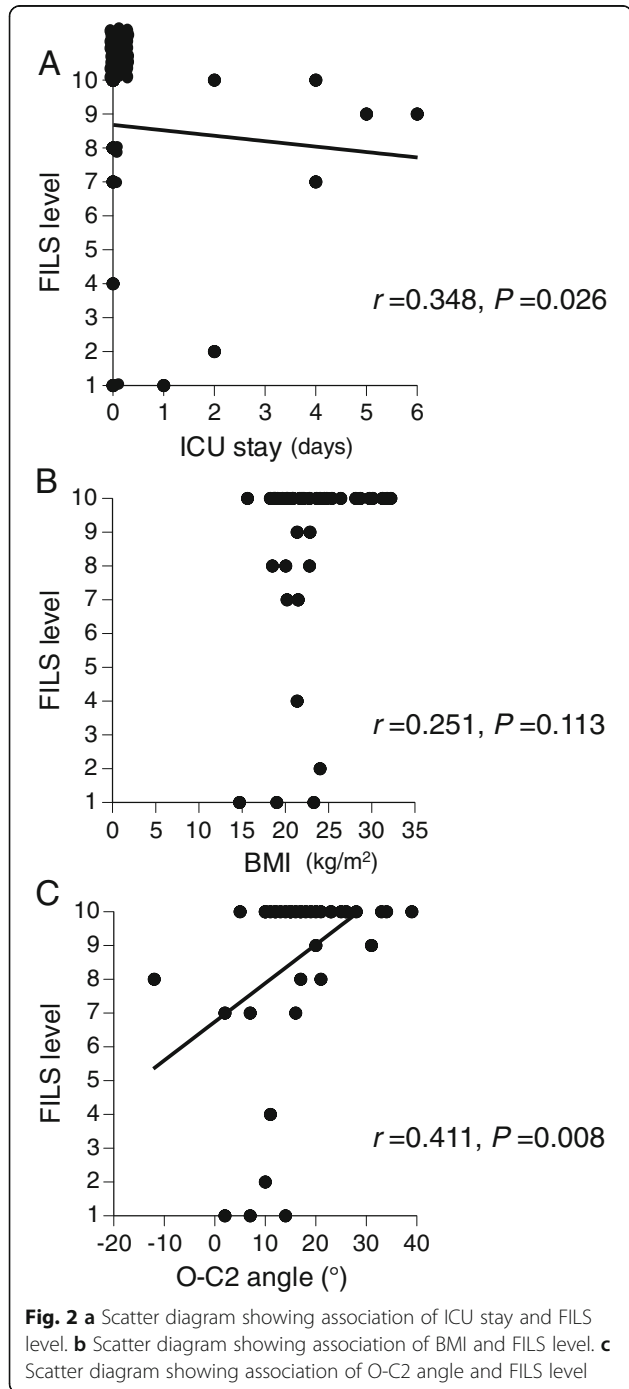 A
10
9
8
7
6
5
4
3
2
1
FILS level
r=0.348, P=0.026
0 1 2 3 4 5 6
ICU stay (days)
B
10
9
8
7
6
5
4
3
2
1
FILS level
r=0.251, P=0.113
0 5 10 15 20 25 30 35
BMI (kg/m²)
C
10
9
8
7
6
5
4
3
2
1
FILS level
r=0.411, P=0.008
-20 -10 0 10 20 30 40
O-C2 angle (°)
Fig. 2 a Scatter diagram showing association of ICU stay and FILS
level. b Scatter diagram showing association of BMI and FILS level. c
Scatter diagram showing association of O-C2 angle and FILS level